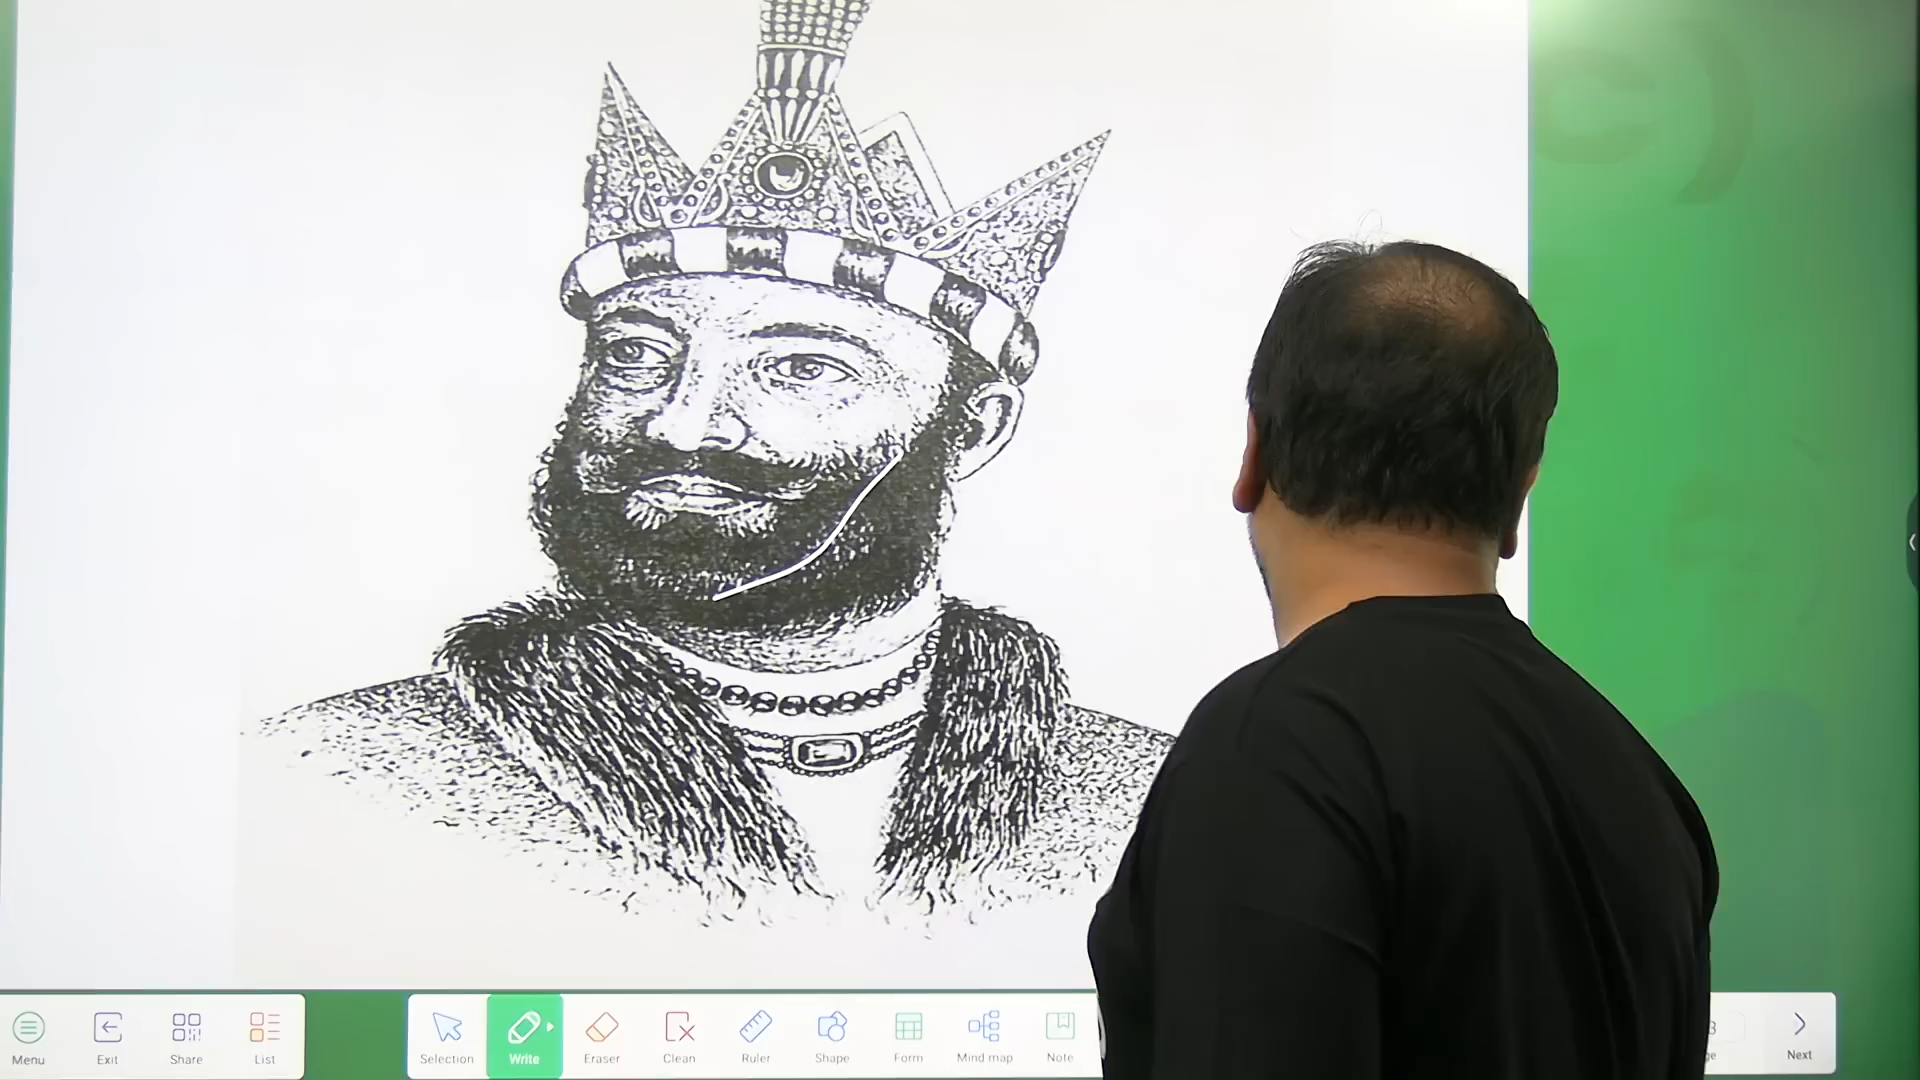 Menu
Exit
Share
List
Selection
Write
Eraser
Clean
Ruler
Shape
Form
Mind map
Note
Next